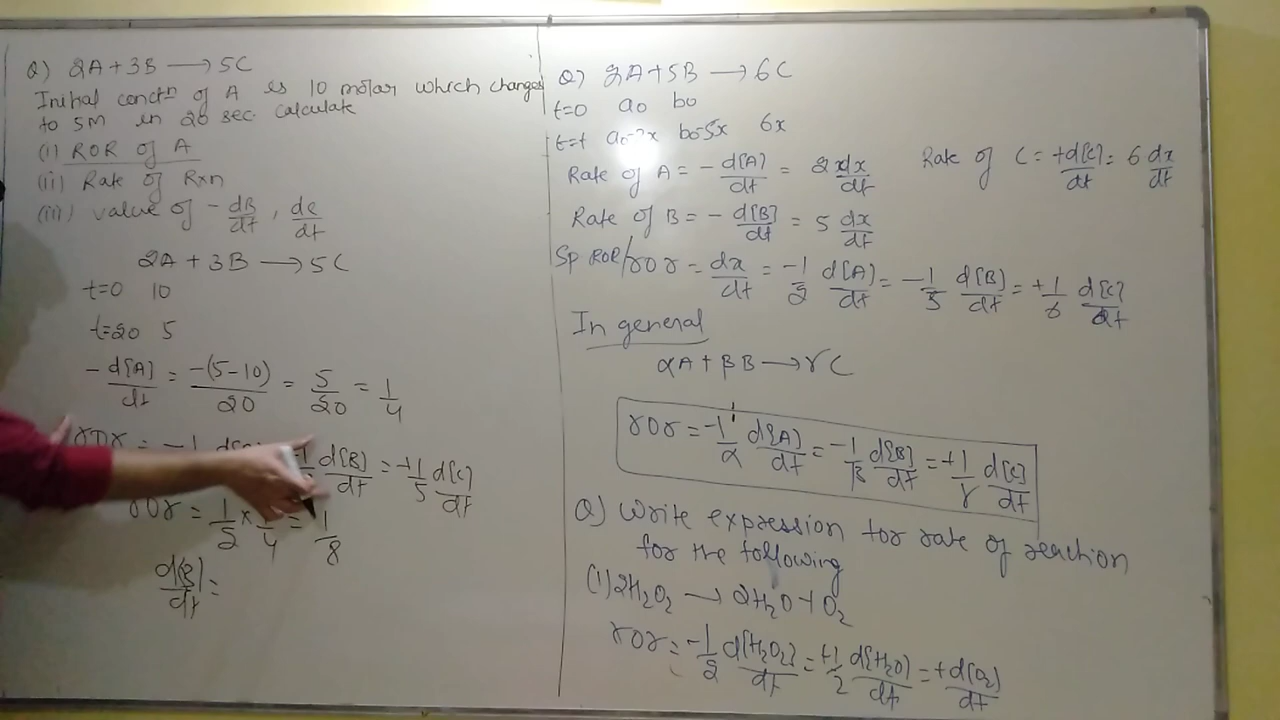 Q) 2A + 3B ⟶ 5C
Initial conctn of A is 10 molar which changes
to 5M in 20 sec. calculate
(i) ROR of A
(ii) Rate of Rxn
(iii) value of - dB/dt , dc/dt
2A + 3B ⟶ 5C
t=0 10
t=20 5
-d[A]/dt = -(5-10)/20 = 5/20 = 1/4
ror = -1 d[B]/dt = +1/5 d[C]/dt
ror = 1/2 × 1/4 = 1/8
d[B]/dt =
Q) 2A + 5B ⟶ 6C
t=0 a0 b0
t=t a0-2x b0-5x 6x
Rate of A = -d[A]/dt = 2dx/dt Rate of C = +d[C]/dt = 6 dx/dt
Rate of B = -d[B]/dt = 5 dx/dt
Sp ROR/ror = dx/dt = -1/2 d[A]/dt = -1/5 d[B]/dt = +1/6 d[C]/dt
In general
αA + βB ⟶ γC
ror = -1/α d[A]/dt = -1/β d[B]/dt = +1/γ d[C]/dt
Q) Write expression for rate of reaction
for the following
(1) 2H2O2 ⟶ 2H2O + O2
ror = -1/2 d[H2O2]/dt = +1/2 d[H2O]/dt = +d[O2]/dt